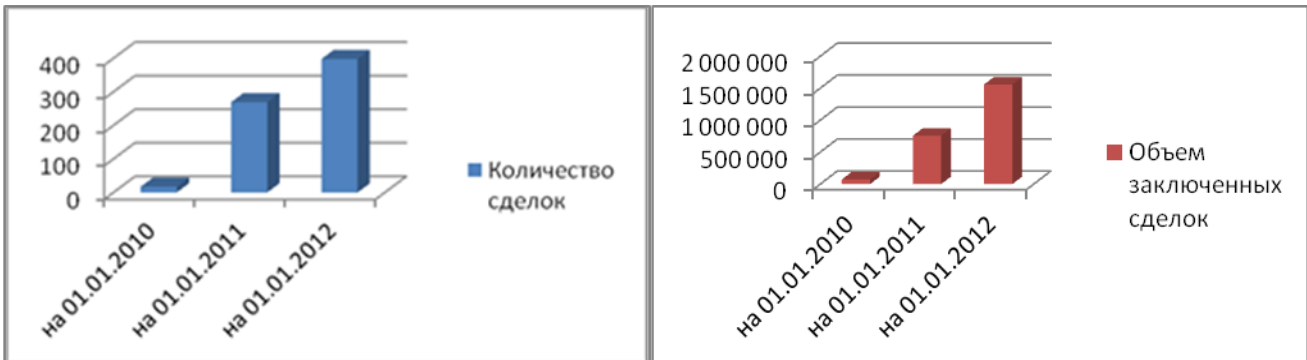 400
300
200
100
0
на 01.01.2010
на 01.01.2011
на 01.01.2012
Количество
сделок
2 000 000
1 500 000
1 000 000
500 000
0
на 01.01.2010
на 01.01.2011
на 01.01.2012
Объем
заключенных
сделок